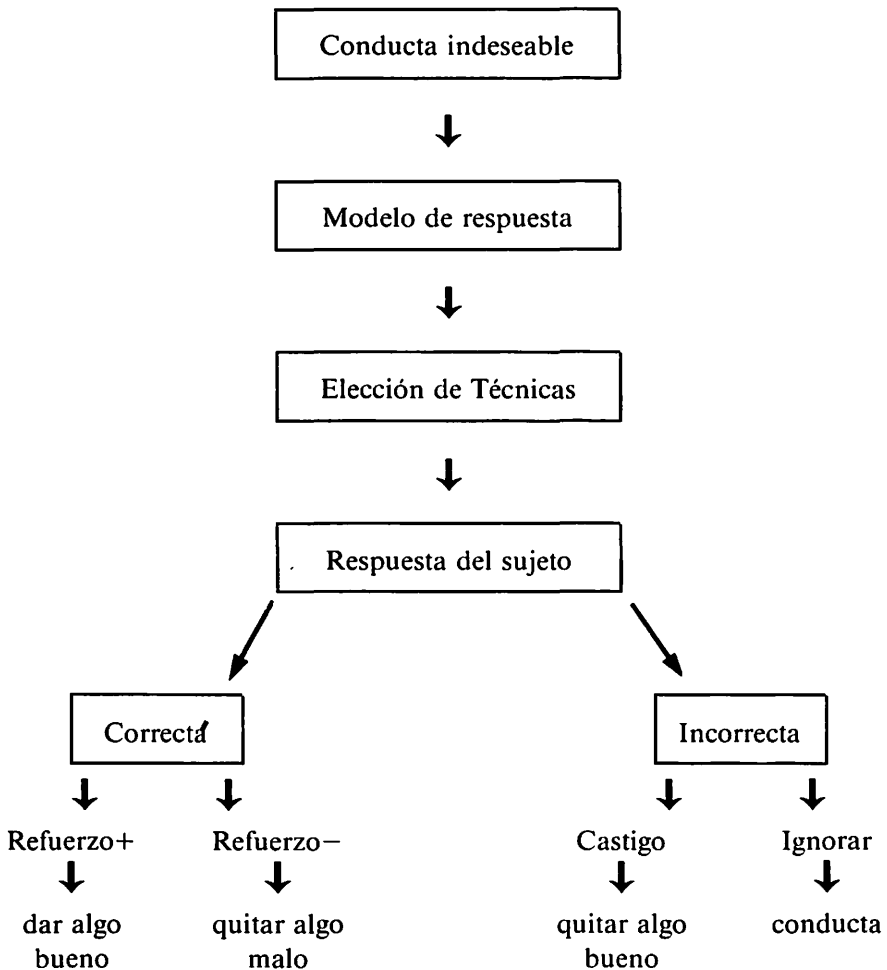 Conducta indeseable
Modelo de respuesta
Elección de Técnicas
Respuesta del sujeto
Correcta
Incorrecta
Refuerzo+
Refuerzo−
Castigo
Ignorar
dar algo
bueno
quitar algo
malo
quitar algo
bueno
conducta